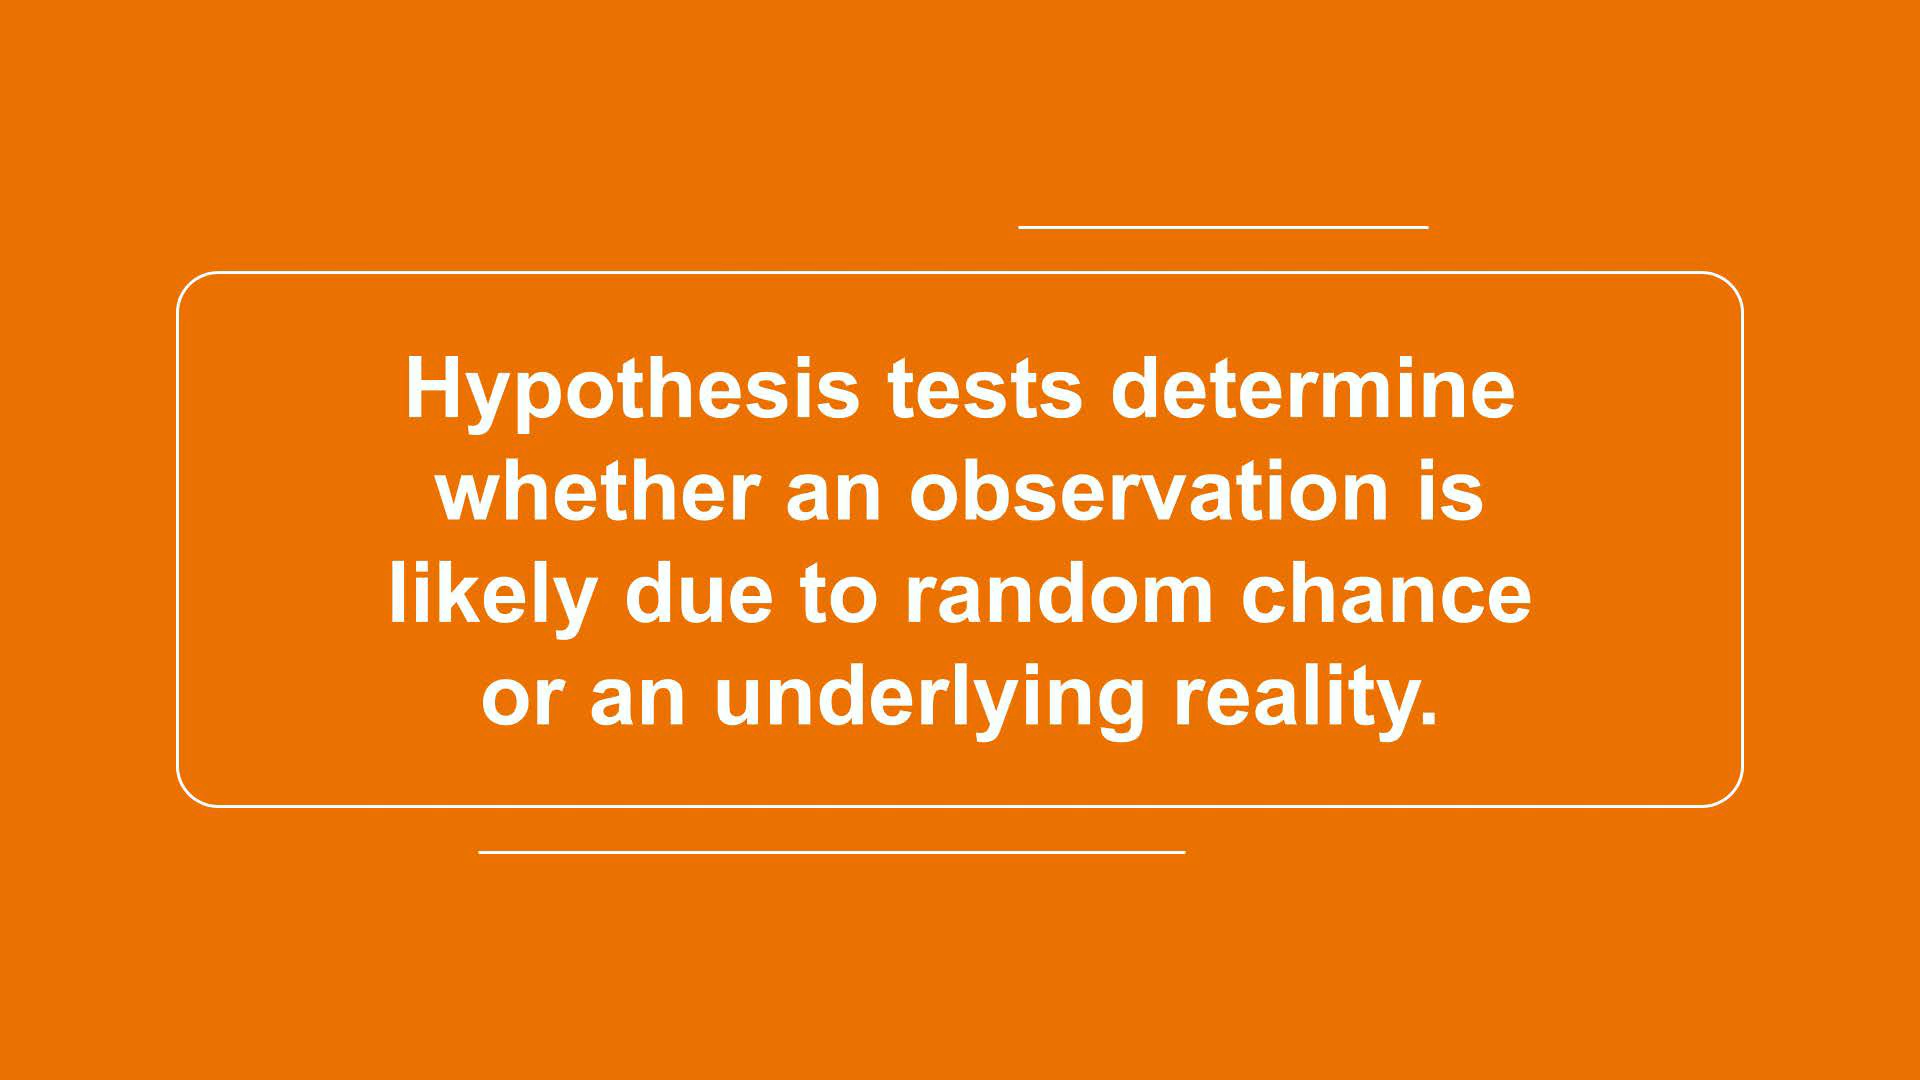 Hypothesis tests determine
whether an observation is
likely due to random chance
or an underlying reality.